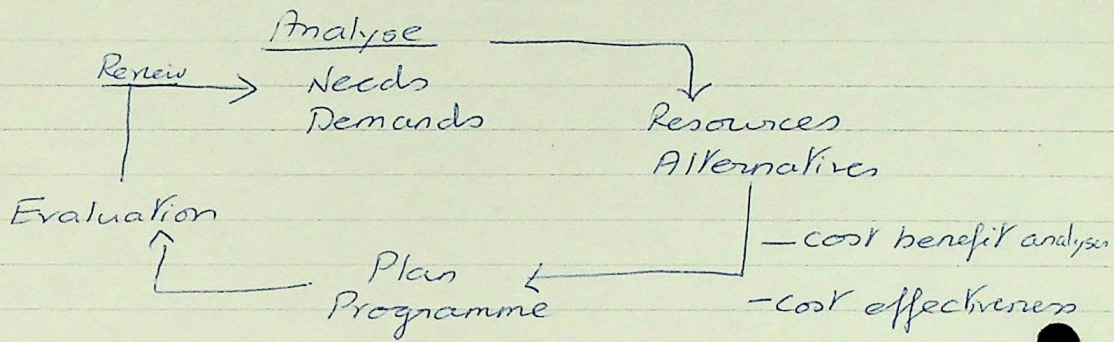 Analyse
Review
Needs
Demands
Resources
Alternatives
Evaluation
- cost benefit analysis
Plan
Programme
- cost effectiveness